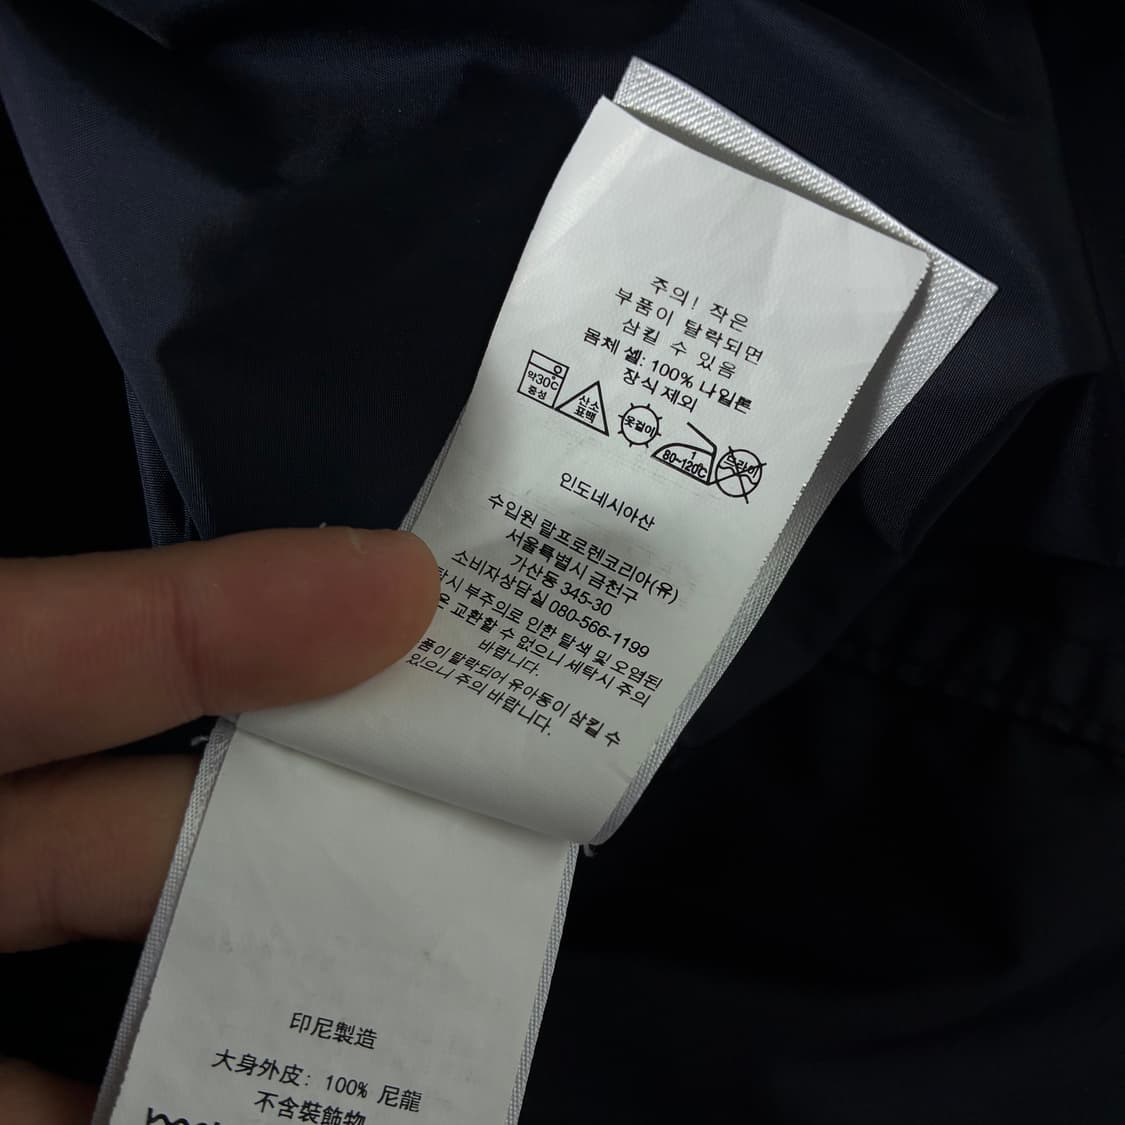 주의! 작은
부품이 탈락되면
삼킬 수 있음
몸체 셸: 100% 나일론
장식 제외
약30℃
중성
산소
표백
옷걸이
1
80~120℃
드라이
인도네시아산
수입원 랄프로렌코리아(유)
서울특별시 금천구
가산동 345-30
소비자상담실 080-566-1199
탁시 부주의로 인한 탈색 및 오염된
은 교환할 수 없으니 세탁시 주의
바랍니다.
품이 탈락되어 유아동이 삼킬 수
있으니 주의 바랍니다.
印尼製造
大身外皮: 100% 尼龍
不含裝飾物